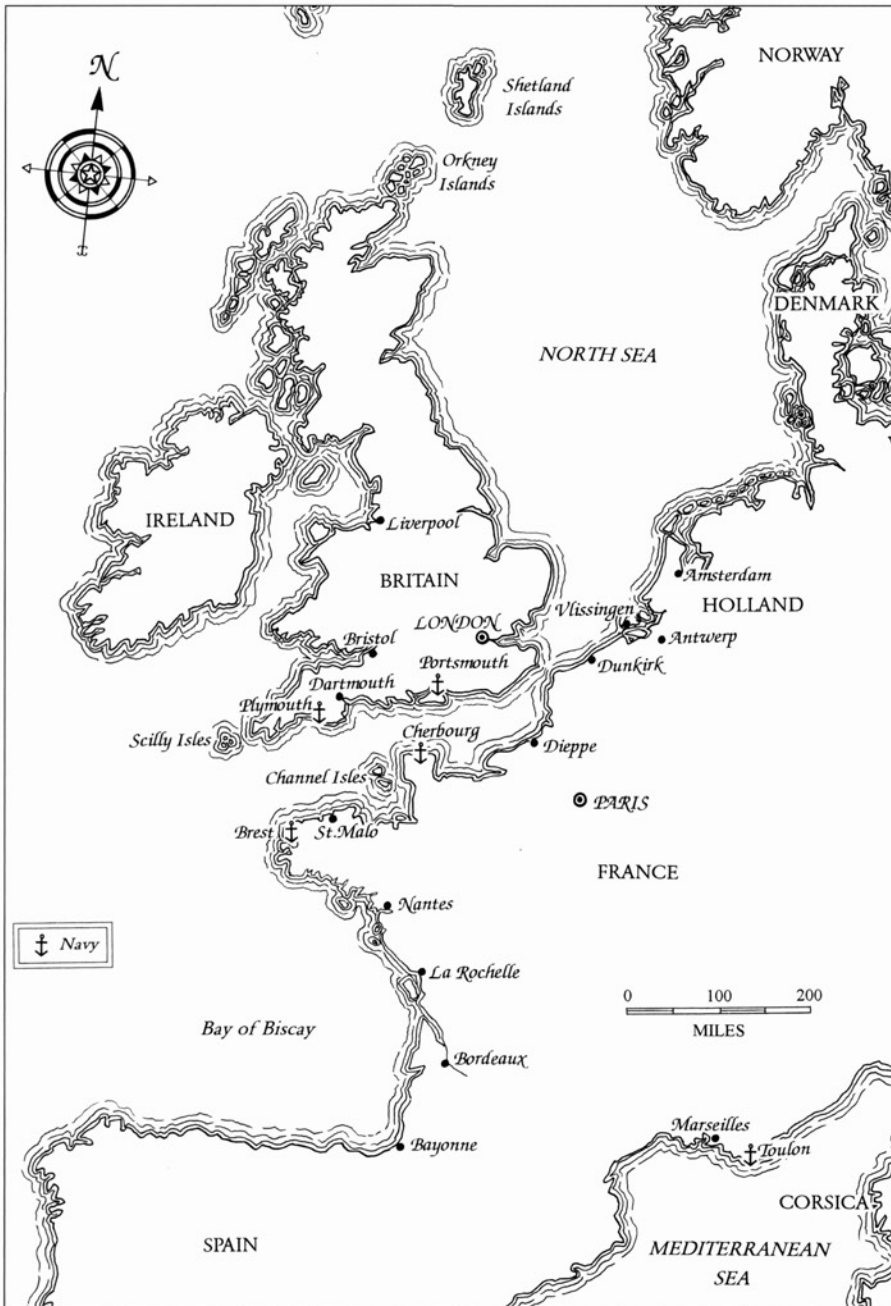 N
NORWAY
Shetland
Islands
Orkney
Islands
DENMARK
NORTH SEA
IRELAND
Liverpool
BRITAIN
Amsterdam
HOLLAND
Vlissingen
LONDON
Antwerp
Bristol
Dunkirk
Portsmouth
Dartmouth
Plymouth
Scilly Isles
Cherbourg
Dieppe
Channel Isles
PARIS
Brest
St. Malo
FRANCE
Nantes
Navy
La Rochelle
0 100 200
MILES
Bay of Biscay
Bordeaux
Marseilles
Bayonne
Toulon
CORSICA
SPAIN
MEDITERRANEAN
SEA